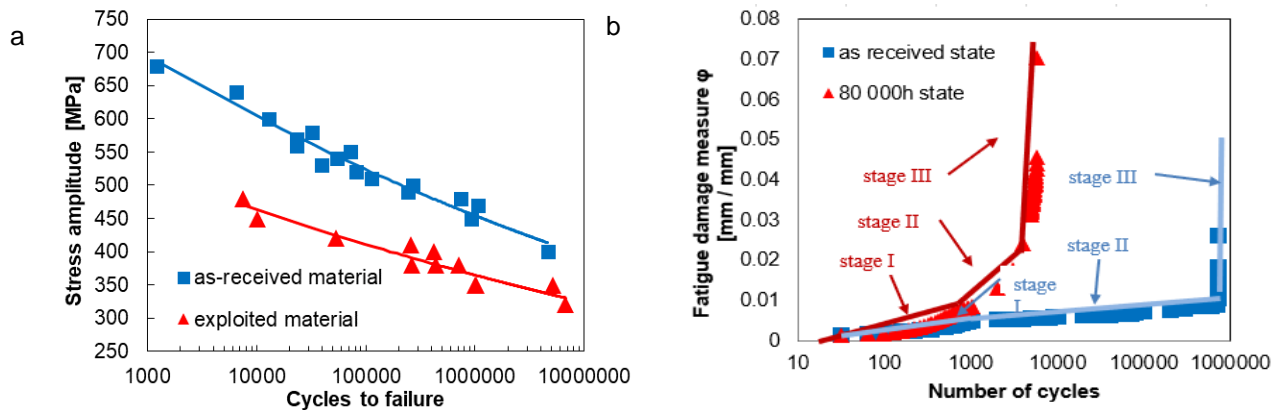 a
Stress amplitude [MPa]
750
700
650
600
550
500
450
400
350
300
250
as-received material
exploited material
1000
10000
100000
1000000
10000000
Cycles to failure
b
Fatigue damage measure φ
[mm / mm]
0.08
0.07
0.06
0.05
0.04
0.03
0.02
0.01
0
as received state
80 000h state
stage III
stage II
stage I
stage
I
stage III
stage II
10
1000
100000
10000000
Number of cycles